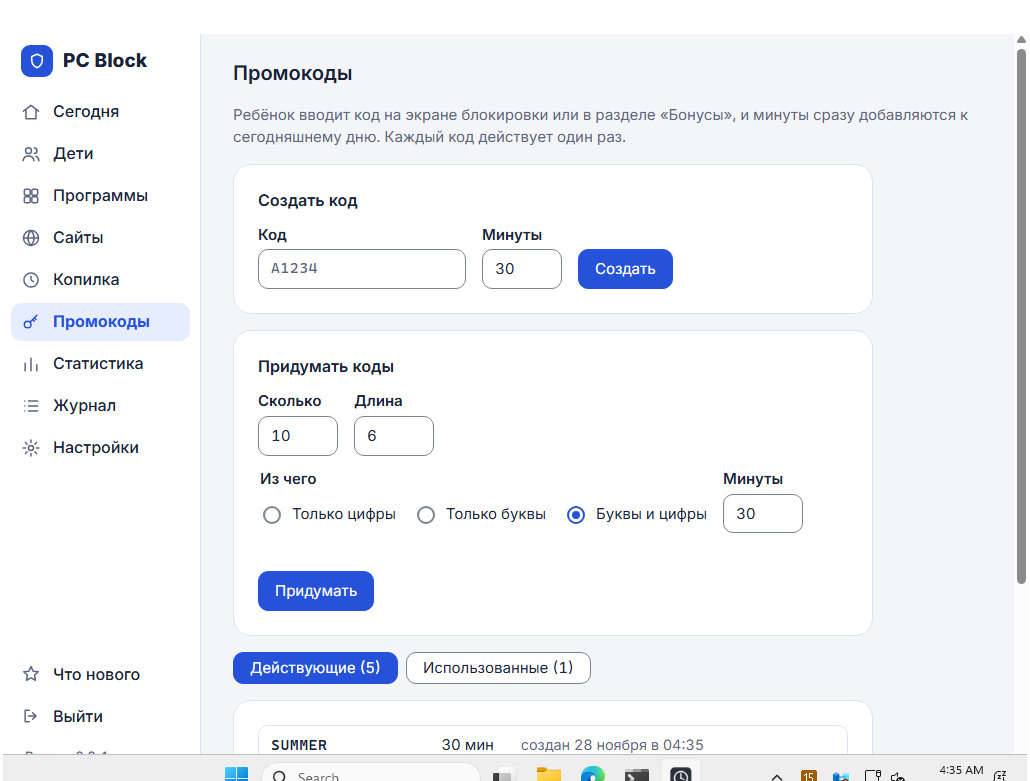 PC Block
Сегодня
Дети
Программы
Сайты
Копилка
Промокоды
Статистика
Журнал
Настройки
Что нового
Выйти
Промокоды
Ребёнок вводит код на экране блокировки или в разделе «Бонусы», и минуты сразу добавляются к
сегодняшнему дню. Каждый код действует один раз.
Создать код
Код
Минуты
A1234
30
Создать
Придумать коды
Сколько
Длина
10
6
Из чего
Минуты
Только цифры
Только буквы
Буквы и цифры
30
Придумать
Действующие (5)
Использованные (1)
SUMMER
30 мин
создан 28 ноября в 04:35
Search
15
4:35 AM